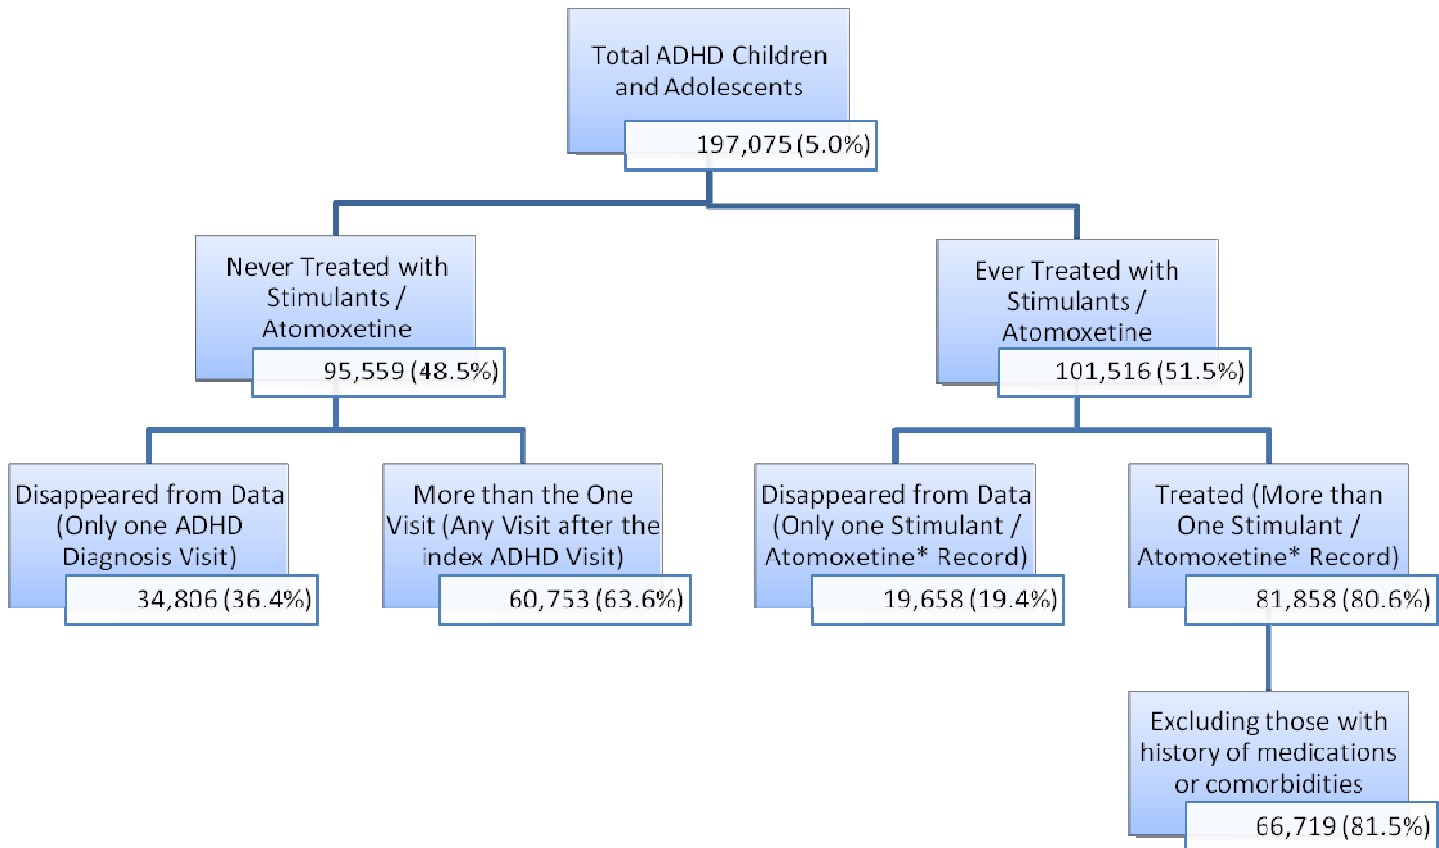 Total ADHD Children
and Adolescents
197,075 (5.0%)
Never Treated with
Stimulants /
Atomoxetine
95,559 (48.5%)
Ever Treated with
Stimulants /
Atomoxetine
101,516 (51.5%)
Disappeared from Data
(Only one ADHD
Diagnosis Visit)
34,806 (36.4%)
More than the One
Visit (Any Visit after the
index ADHD Visit)
60,753 (63.6%)
Disappeared from Data
(Only one Stimulant /
Atomoxetine* Record)
19,658 (19.4%)
Treated (More than
One Stimulant /
Atomoxetine* Record)
81,858 (80.6%)
Excluding those with
history of medications
or comorbidities
66,719 (81.5%)